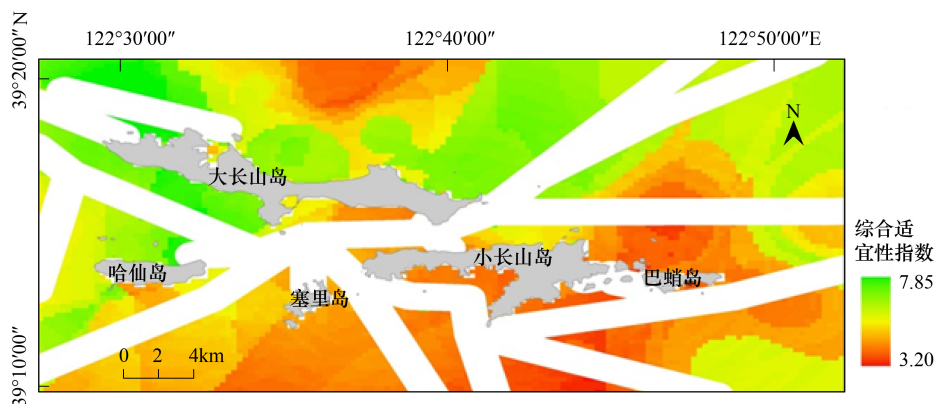 122°30′00″
122°40′00″
122°50′00″E
39°20′00″ N
N
大长山岛
综合适
宜性指数
小长山岛
哈仙岛
巴蛸岛
7.85
塞里岛
0 2 4km
3.20
39°10′00″